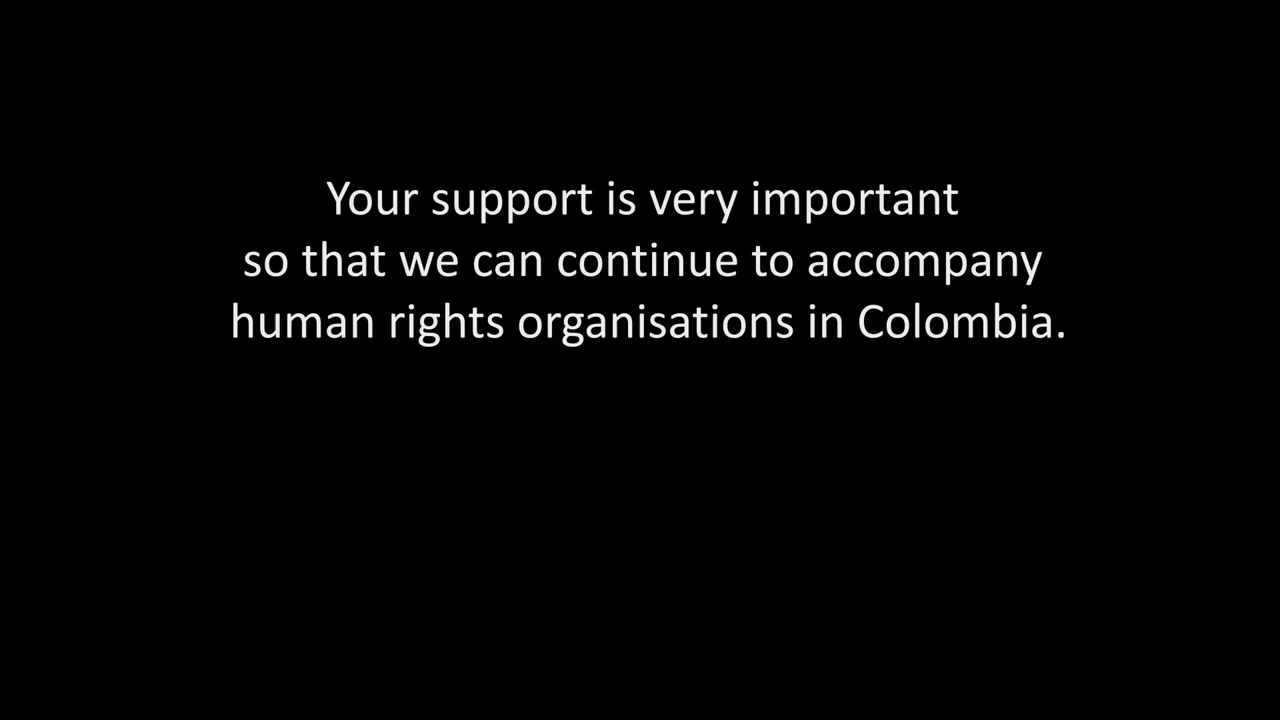 Your support is very important
so that we can continue to accompany
human rights organisations in Colombia.